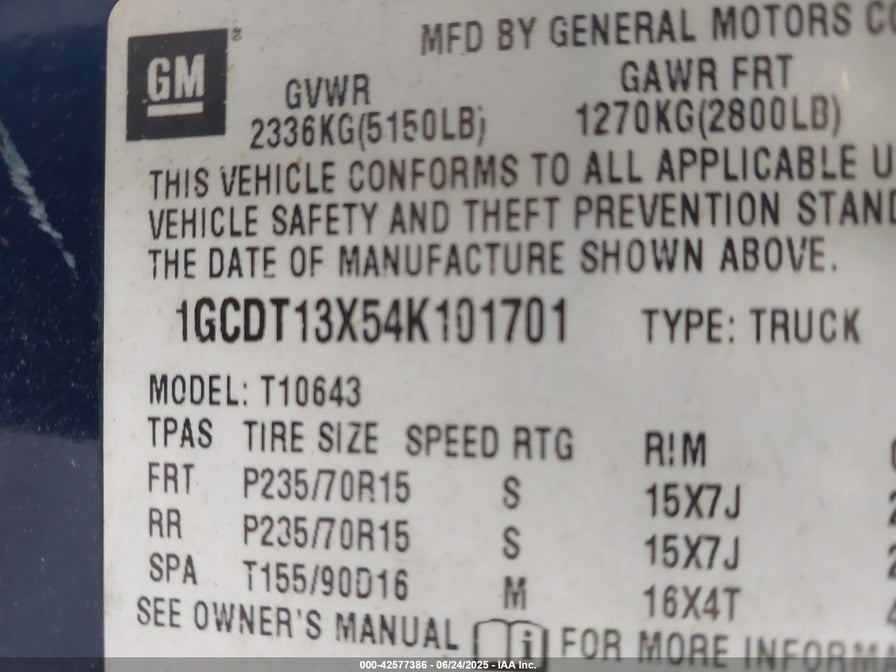 GM
MFD BY GENERAL MOTORS CO
GVWR GAWR FRT
2336KG(5150LB) 1270KG(2800LB)
THIS VEHICLE CONFORMS TO ALL APPLICABLE U
VEHICLE SAFETY AND THEFT PREVENTION STAN
THE DATE OF MANUFACTURE SHOWN ABOVE.
1GCDT13X54K101701 TYPE: TRUCK
MODEL: T10643
TPAS TIRE SIZE SPEED RTG RIM
FRT P235/70R15 S 15X7J
RR P235/70R15 S 15X7J
SPA T155/90D16 M 16X4T
SEE OWNER'S MANUAL i FOR MORE INFORM
000-42577386 - 06/24/2025 - IAA Inc.